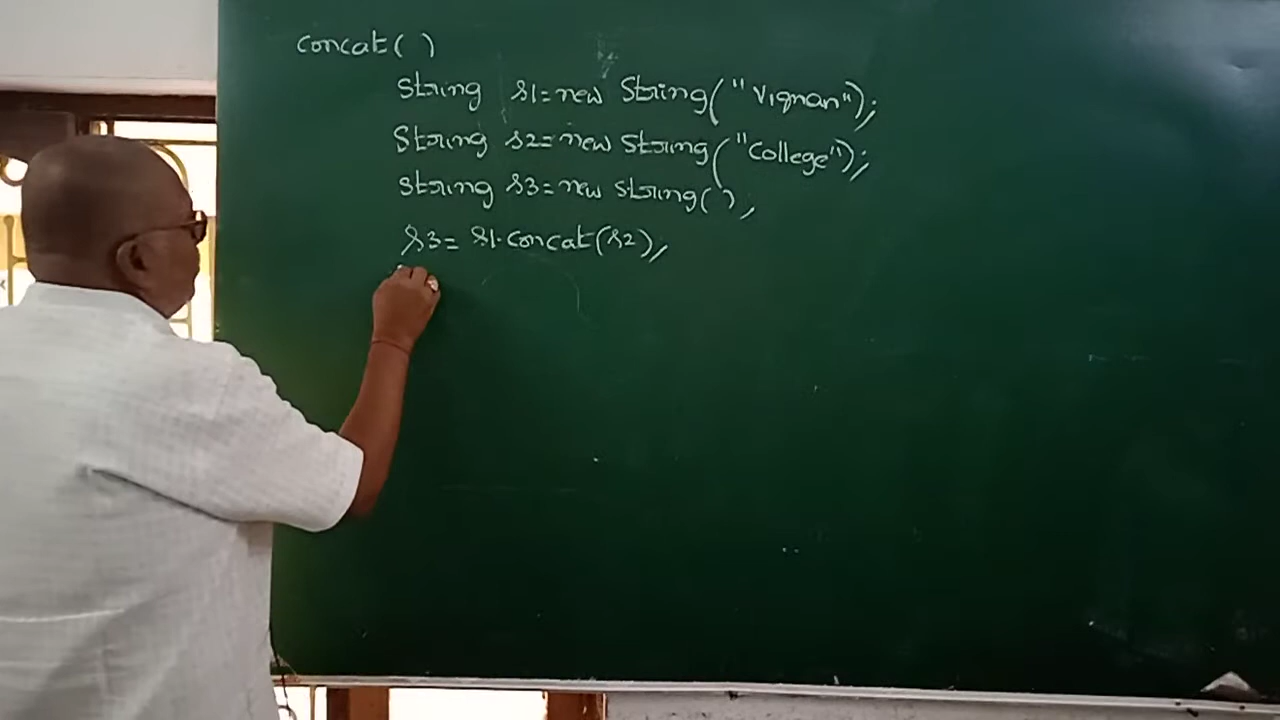 concat( )
String s1=new String("Vignan");
String s2=new String("College");
String s3=new string( );
s3= s1.concat(s2);